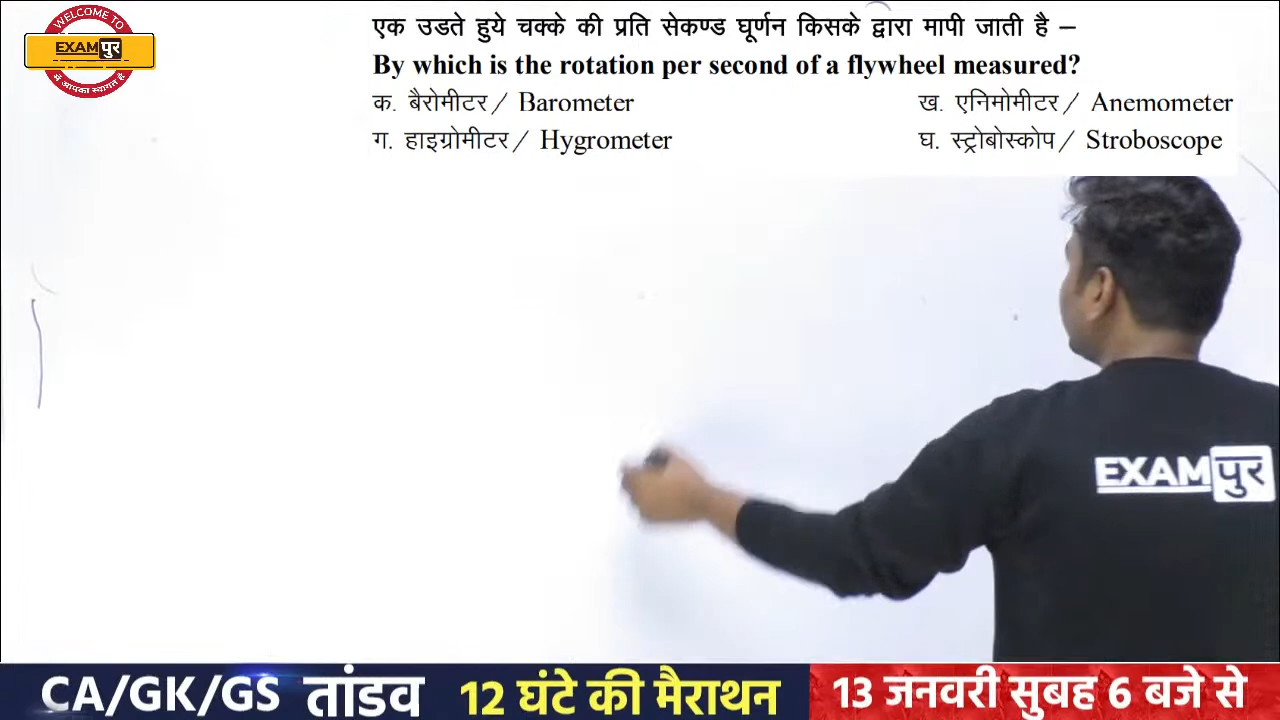 WELCOME TO
EXAMपुर
में आपका स्वागत है
एक उडते हुये चक्के की प्रति सेकण्ड घूर्णन किसके द्वारा मापी जाती है –
By which is the rotation per second of a flywheel measured?
क. बैरोमीटर / Barometer
ख. एनिमोमीटर / Anemometer
ग. हाइग्रोमीटर / Hygrometer
घ. स्ट्रोबोस्कोप / Stroboscope
EXAMपुर
CA/GK/GS तांडव 12 घंटे की मैराथन 13 जनवरी सुबह 6 बजे से